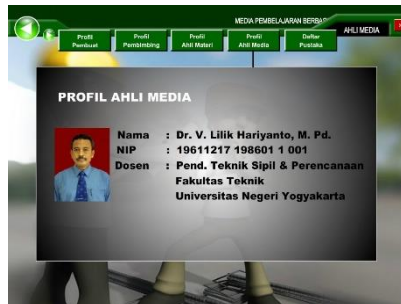 MEDIA PEMBELAJARAN BERBAS
AHLI MEDIA
Profil Pembuat
Profil Pembimbing
Profil Ahli Materi
Profil Ahli Media
Daftar Pustaka
PROFIL AHLI MEDIA
Nama : Dr. V. Lilik Hariyanto, M. Pd.
NIP : 19611217 198601 1 001
Dosen : Pend. Teknik Sipil & Perencanaan
Fakultas Teknik
Universitas Negeri Yogyakarta